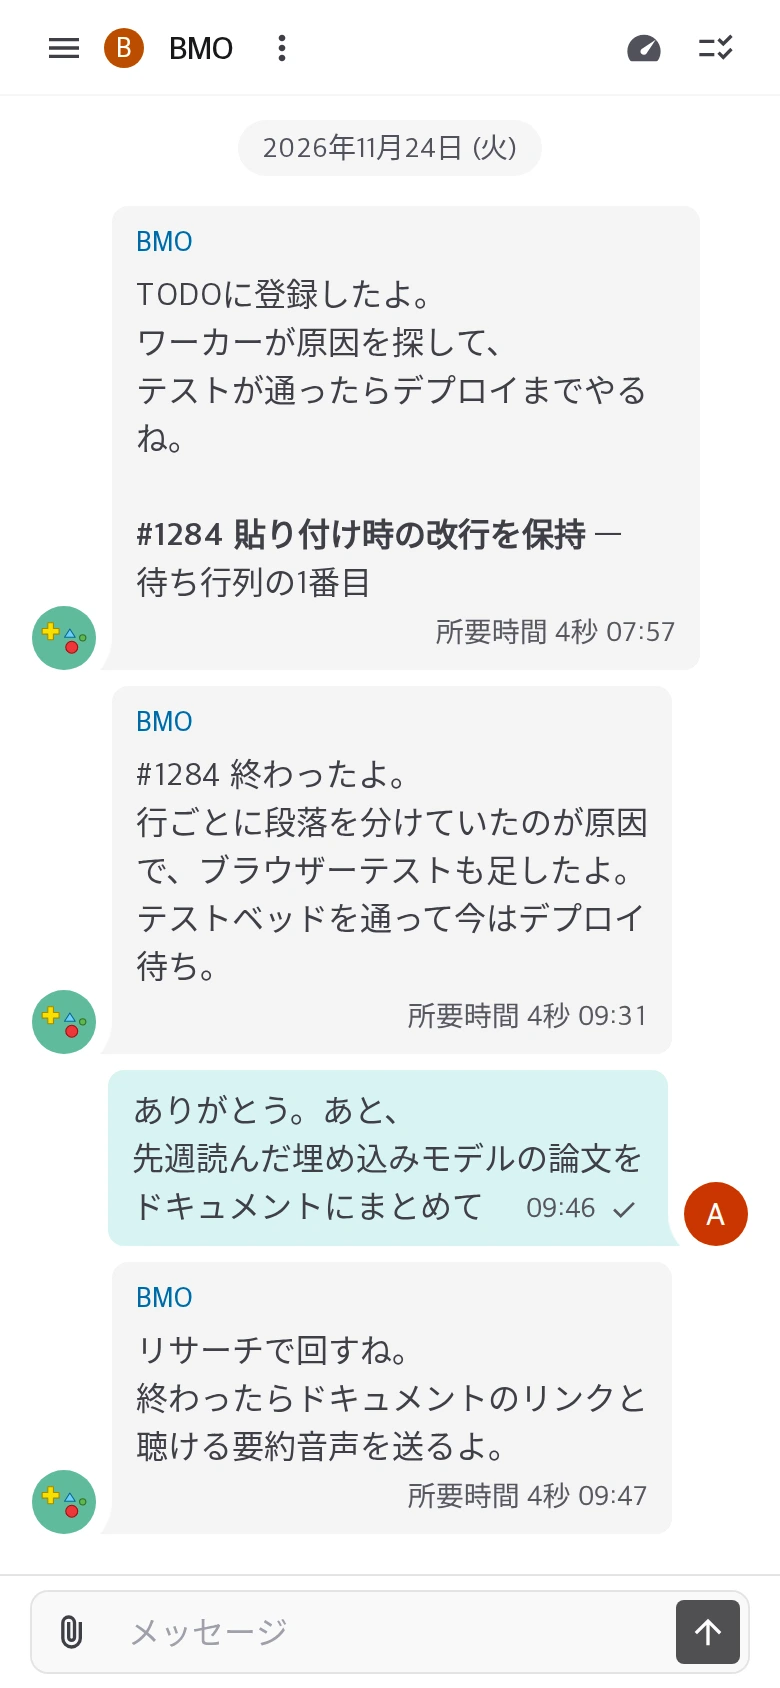 B BMO
2026年11月24日 (火)
BMO
TODOに登録したよ。
ワーカーが原因を探して、
テストが通ったらデプロイまでやる
ね。
#1284 貼り付け時の改行を保持 —
待ち行列の1番目
所要時間 4秒 07:57
BMO
#1284 終わったよ。
行ごとに段落を分けていたのが原因
で、ブラウザーテストも足したよ。
テストベッドを通って今はデプロイ
待ち。
所要時間 4秒 09:31
ありがとう。あと、
先週読んだ埋め込みモデルの論文を
ドキュメントにまとめて 09:46
A
BMO
リサーチで回すね。
終わったらドキュメントのリンクと
聴ける要約音声を送るよ。
所要時間 4秒 09:47
メッセージ